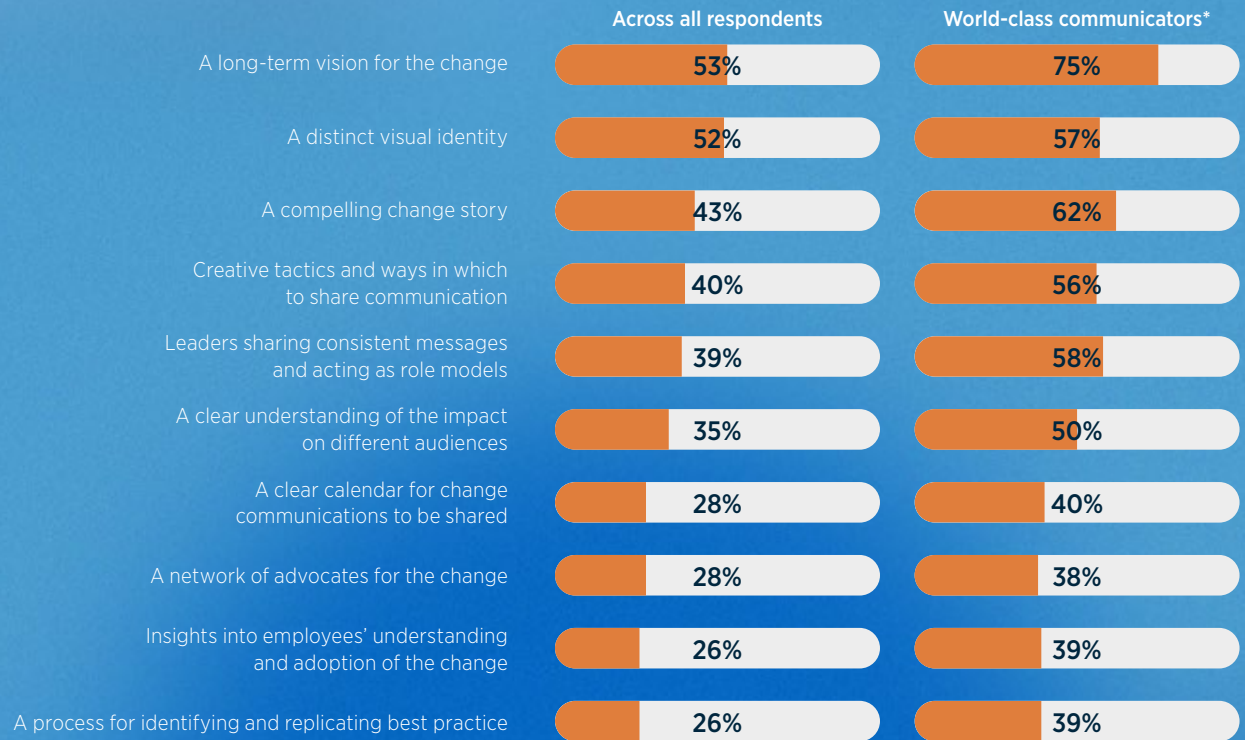 Across all respondents
World-class communicators*
A long-term vision for the change
53%
75%
A distinct visual identity
52%
57%
A compelling change story
43%
62%
Creative tactics and ways in which
to share communication
40%
56%
Leaders sharing consistent messages
and acting as role models
39%
58%
A clear understanding of the impact
on different audiences
35%
50%
A clear calendar for change
communications to be shared
28%
40%
A network of advocates for the change
28%
38%
Insights into employees’ understanding
and adoption of the change
26%
39%
A process for identifying and replicating best practice
26%
39%